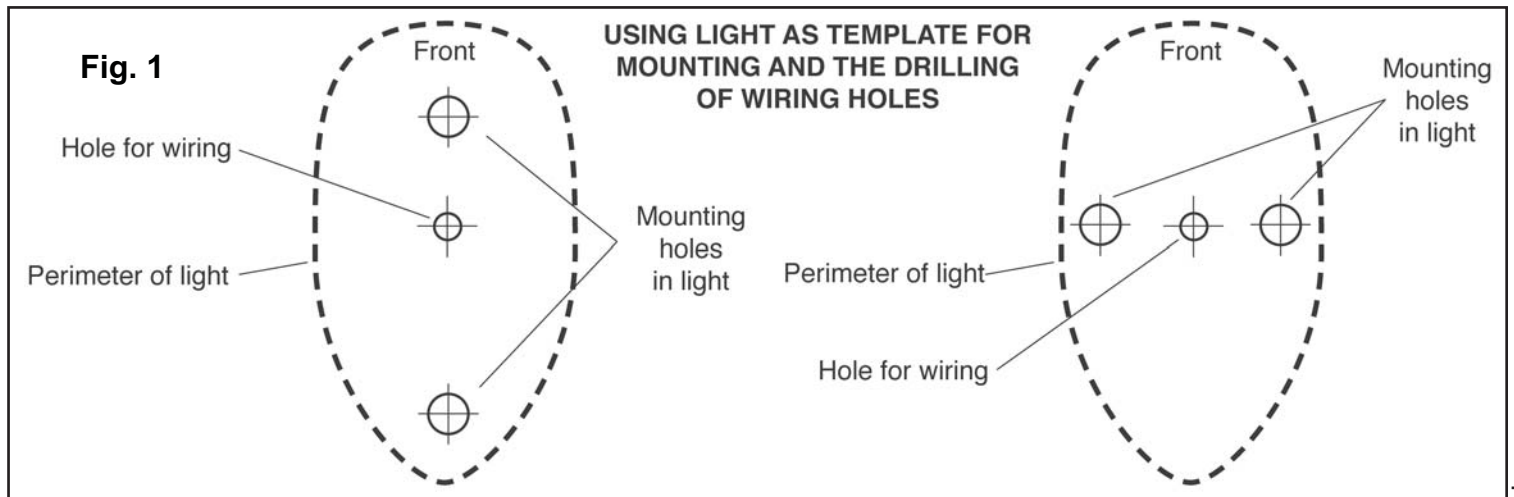 Fig. 1
Front
USING LIGHT AS TEMPLATE FOR
MOUNTING AND THE DRILLING
OF WIRING HOLES
Hole for wiring
Perimeter of light
Mounting
holes
in light
Front
Mounting
holes
in light
Perimeter of light
Hole for wiring